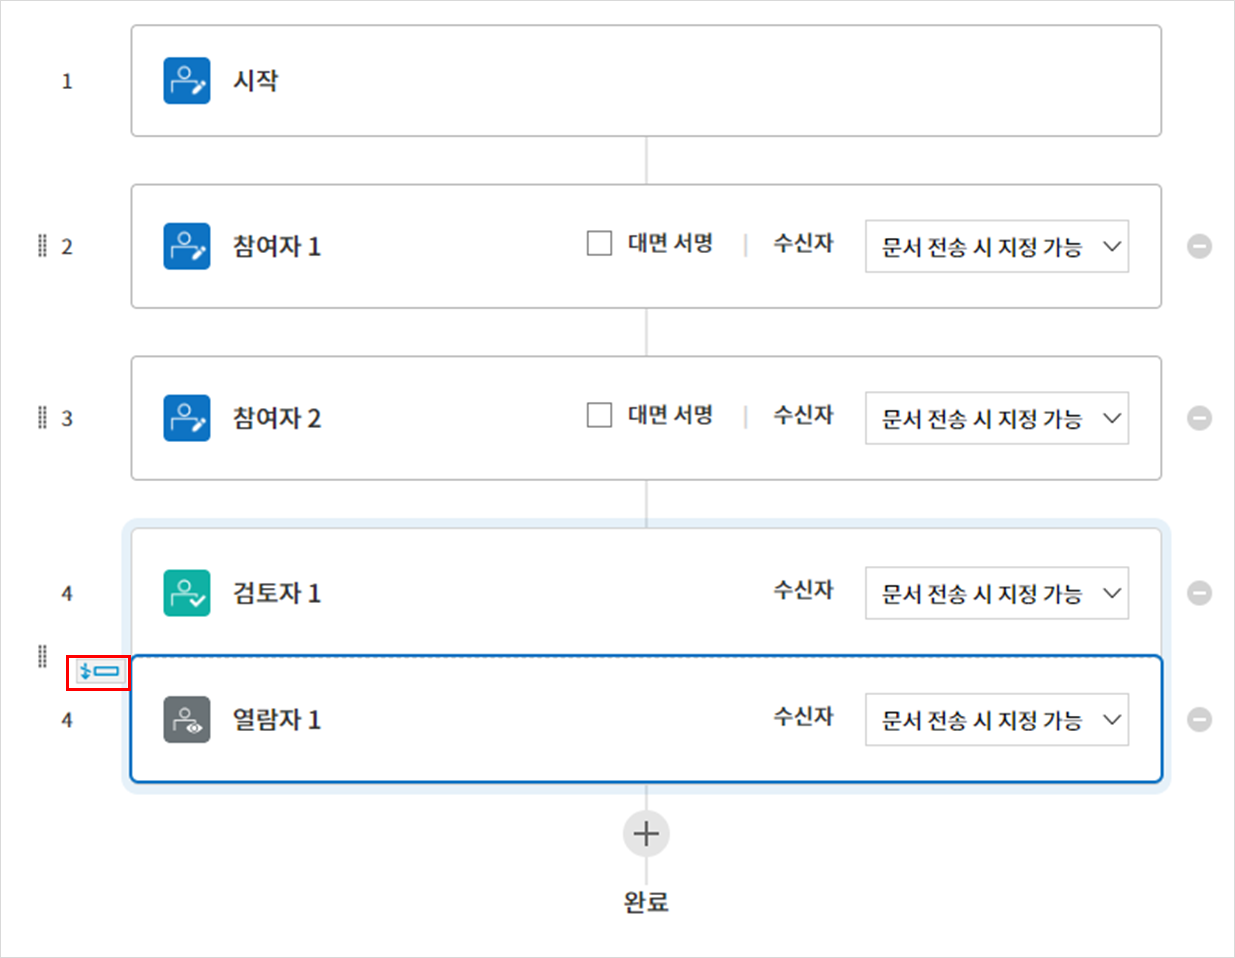 1 시작
2 참여자 1 대면 서명 | 수신자 문서 전송 시 지정 가능
3 참여자 2 대면 서명 | 수신자 문서 전송 시 지정 가능
4 검토자 1 수신자 문서 전송 시 지정 가능
4 열람자 1 수신자 문서 전송 시 지정 가능
완료